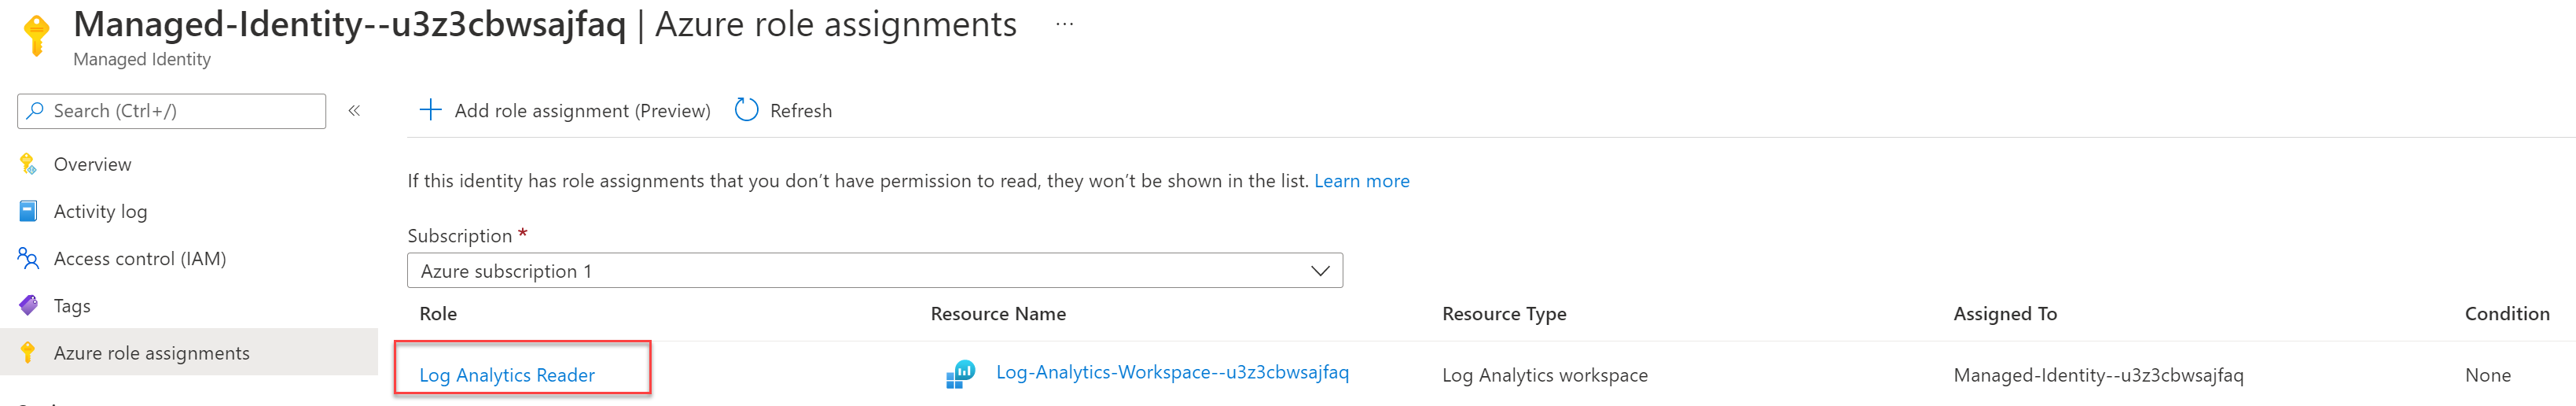 Managed-Identity--u3z3cbwsajfaq | Azure role assignments ...
Managed Identity
Search (Ctrl+/)
«
Add role assignment (Preview)
Refresh
Overview
Activity log
Access control (IAM)
Tags
Azure role assignments
If this identity has role assignments that you don't have permission to read, they won't be shown in the list. Learn more
Subscription *
Azure subscription 1
Role Resource Name Resource Type Assigned To Condition
Log Analytics Reader Log-Analytics-Workspace--u3z3cbwsajfaq Log Analytics workspace Managed-Identity--u3z3cbwsajfaq None